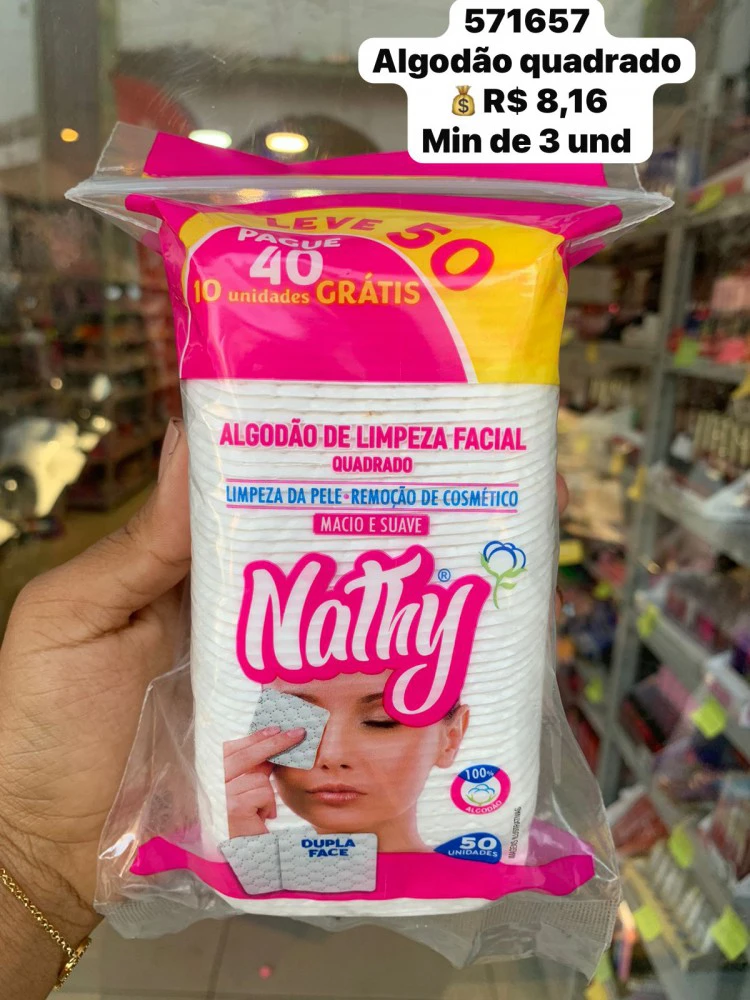 571657
Algodão quadrado
💰R$ 8,16
Min de 3 und
LEVE 50
PAGUE
40
10 unidades GRÁTIS
ALGODÃO DE LIMPEZA FACIAL
QUADRADO
LIMPEZA DA PELE • REMOÇÃO DE COSMÉTICO
MACIO E SUAVE
Nathy®
100%
ALGODÃO
DUPLA
FACE
50
UNIDADES